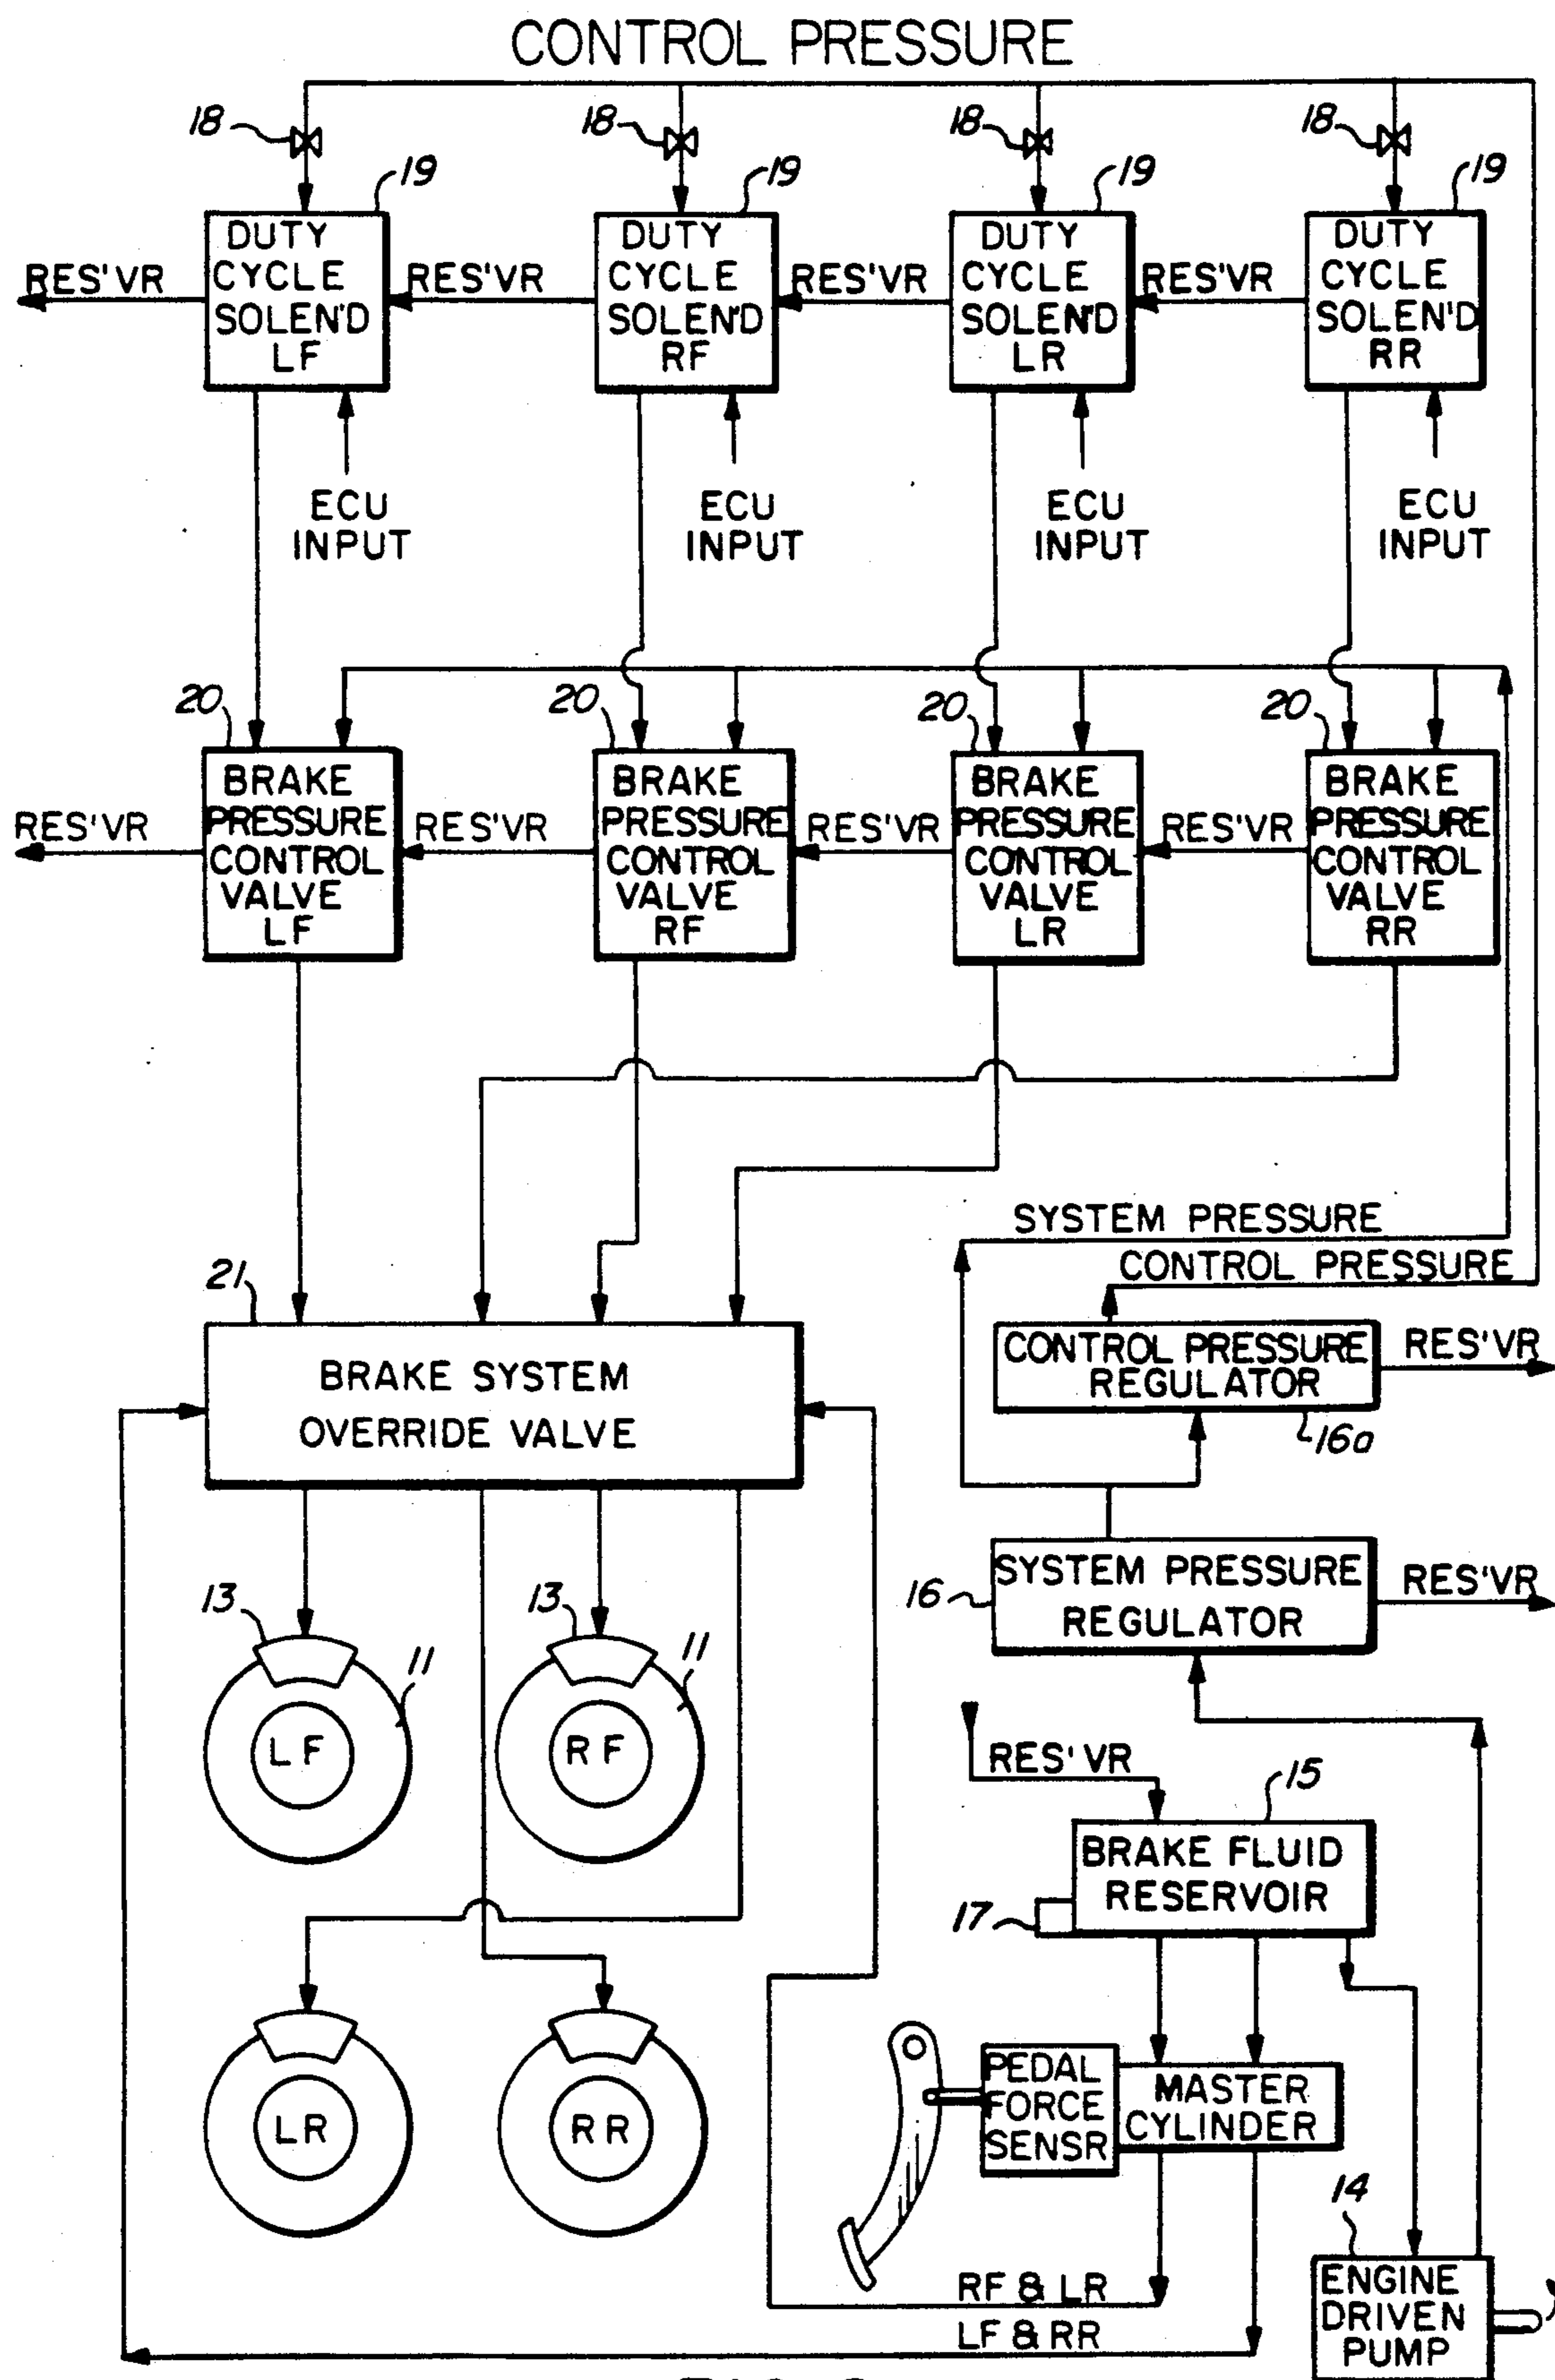 CONTROL PRESSURE
18
18
18
18
19
19
19
19
DUTY
CYCLE
SOLEN'D
LF
DUTY
CYCLE
SOLEN'D
RF
DUTY
CYCLE
SOLEN'D
LR
DUTY
CYCLE
SOLEN'D
RR
RES'VR
RES'VR
RES'VR
RES'VR
ECU
INPUT
ECU
INPUT
ECU
INPUT
ECU
INPUT
20
20
20
20
BRAKE
PRESSURE
CONTROL
VALVE
LF
BRAKE
PRESSURE
CONTROL
VALVE
RF
BRAKE
PRESSURE
CONTROL
VALVE
LR
BRAKE
PRESSURE
CONTROL
VALVE
RR
RES'VR
RES'VR
RES'VR
RES'VR
SYSTEM PRESSURE
CONTROL PRESSURE
21
BRAKE SYSTEM
OVERRIDE VALVE
CONTROL PRESSURE
REGULATOR
RES'VR
16a
SYSTEM PRESSURE
REGULATOR
16
RES'VR
13
13
11
11
LF
RF
RES'VR
15
BRAKE FLUID
RESERVOIR
17
LR
RR
PEDAL
FORCE
SENSR
MASTER
CYLINDER
14
ENGINE
DRIVEN
PUMP
RF & LR
LF & RR